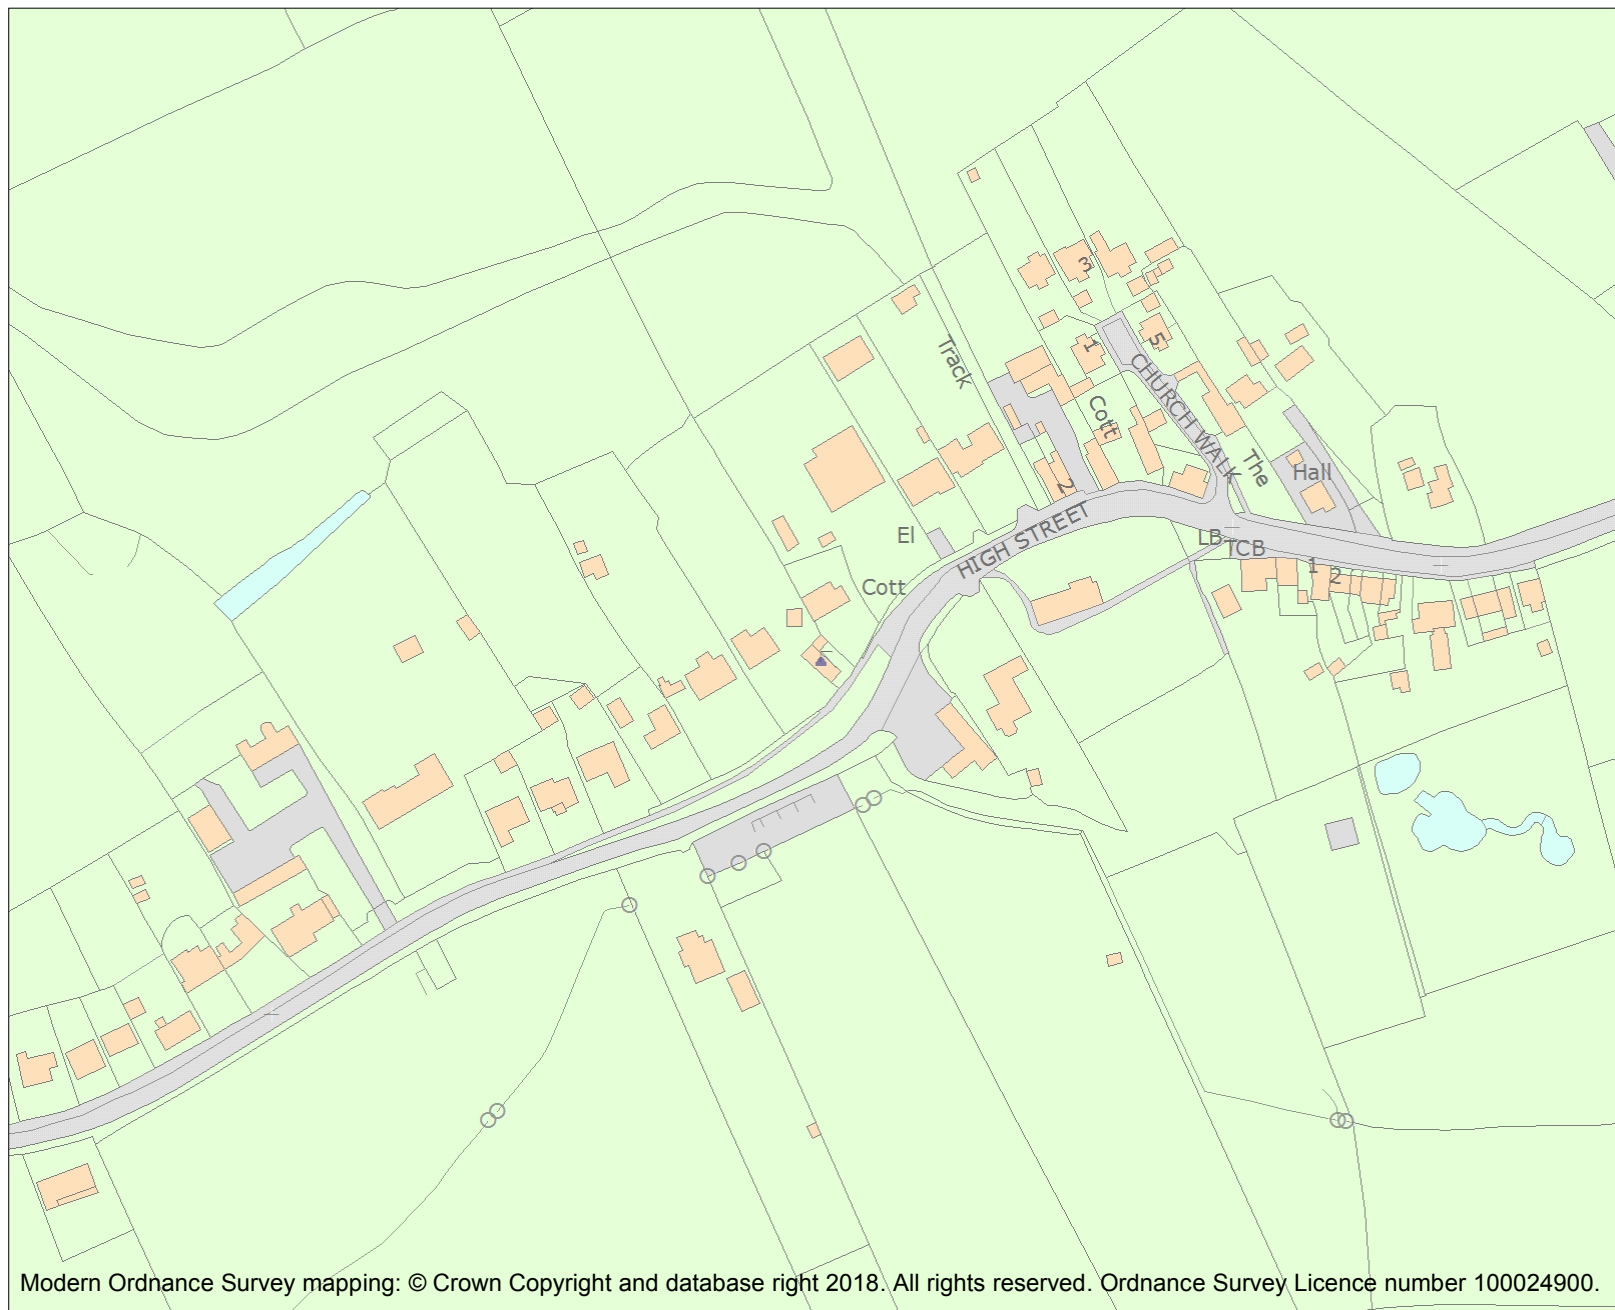 3
Track
1
5
CHURCH WALK
Cott
The
Hall
2
HIGH STREET
El
LB
TCB
1
2
Cott
Modern Ordnance Survey mapping: © Crown Copyright and database right 2018. All rights reserved. Ordnance Survey Licence number 100024900.